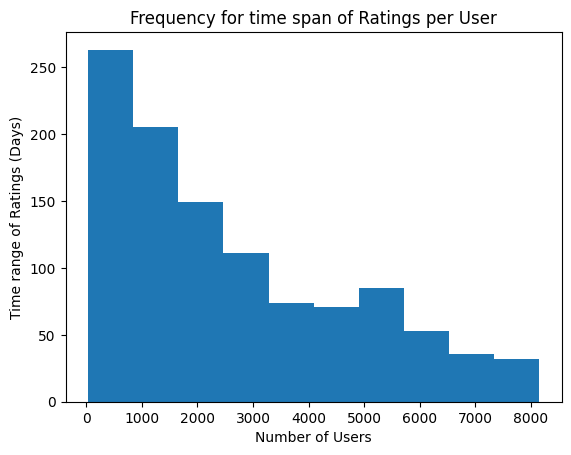 Frequency for time span of Ratings per User
Time range of Ratings (Days)
250
200
150
100
50
0
0 1000 2000 3000 4000 5000 6000 7000 8000
Number of Users